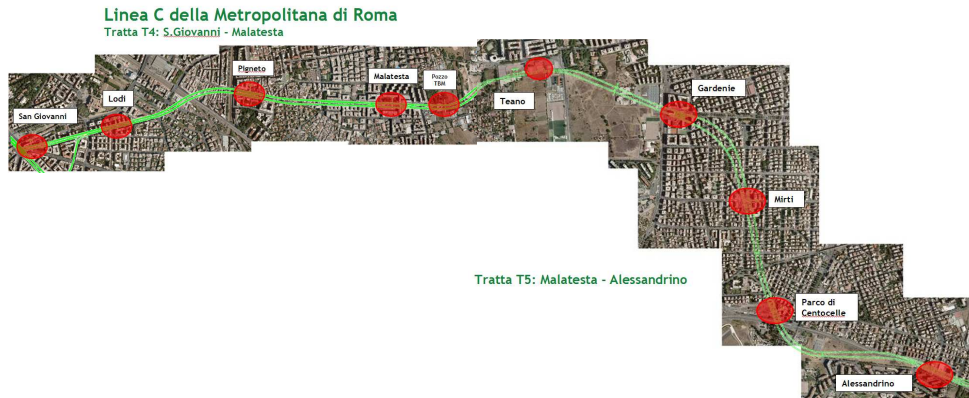 Linea C della Metropolitana di Roma
Tratta T4: S.Giovanni - Malatesta
San Giovanni
Lodi
Pigneto
Malatesta
Pozzo
TBM
Teano
Gardenie
Mirti
Tratta T5: Malatesta - Alessandrino
Parco di
Centocelle
Alessandrino